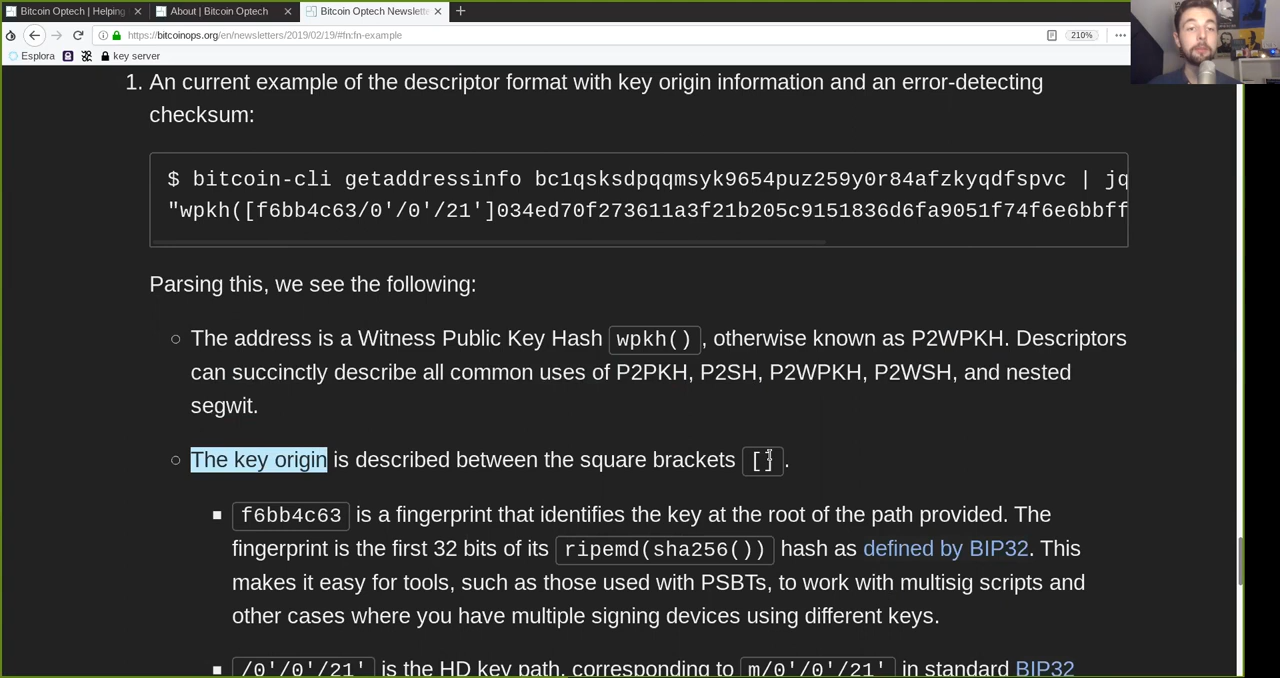 Bitcoin Optech | Helping
About | Bitcoin Optech
Bitcoin Optech Newslette
https://bitcoinops.org/en/newsletters/2019/02/19/#fn:fn-example
210%
Esplora
key server
1. An current example of the descriptor format with key origin information and an error-detecting
checksum:
$ bitcoin-cli getaddressinfo bc1qsksdpqqmsyk9654puz259y0r84afzkyqdfspvc | jq
"wpkh([f6bb4c63/0'/0'/21']034ed70f273611a3f21b205c9151836d6fa9051f74f6e6bbff
Parsing this, we see the following:
The address is a Witness Public Key Hash wpkh(), otherwise known as P2WPKH. Descriptors
can succinctly describe all common uses of P2PKH, P2SH, P2WPKH, P2WSH, and nested
segwit.
The key origin is described between the square brackets [].
f6bb4c63 is a fingerprint that identifies the key at the root of the path provided. The
fingerprint is the first 32 bits of its ripemd(sha256()) hash as defined by BIP32. This
makes it easy for tools, such as those used with PSBTs, to work with multisig scripts and
other cases where you have multiple signing devices using different keys.
/0'/0'/21' is the HD key path, corresponding to m/0'/0'/21' in standard BIP32